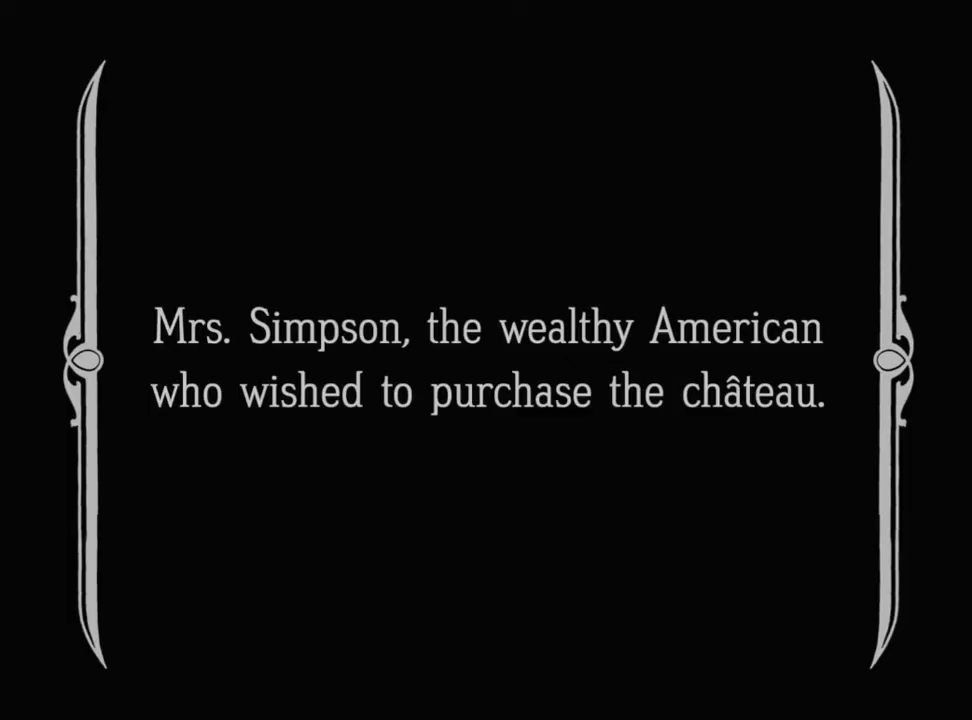 Mrs. Simpson, the wealthy American
who wished to purchase the château.